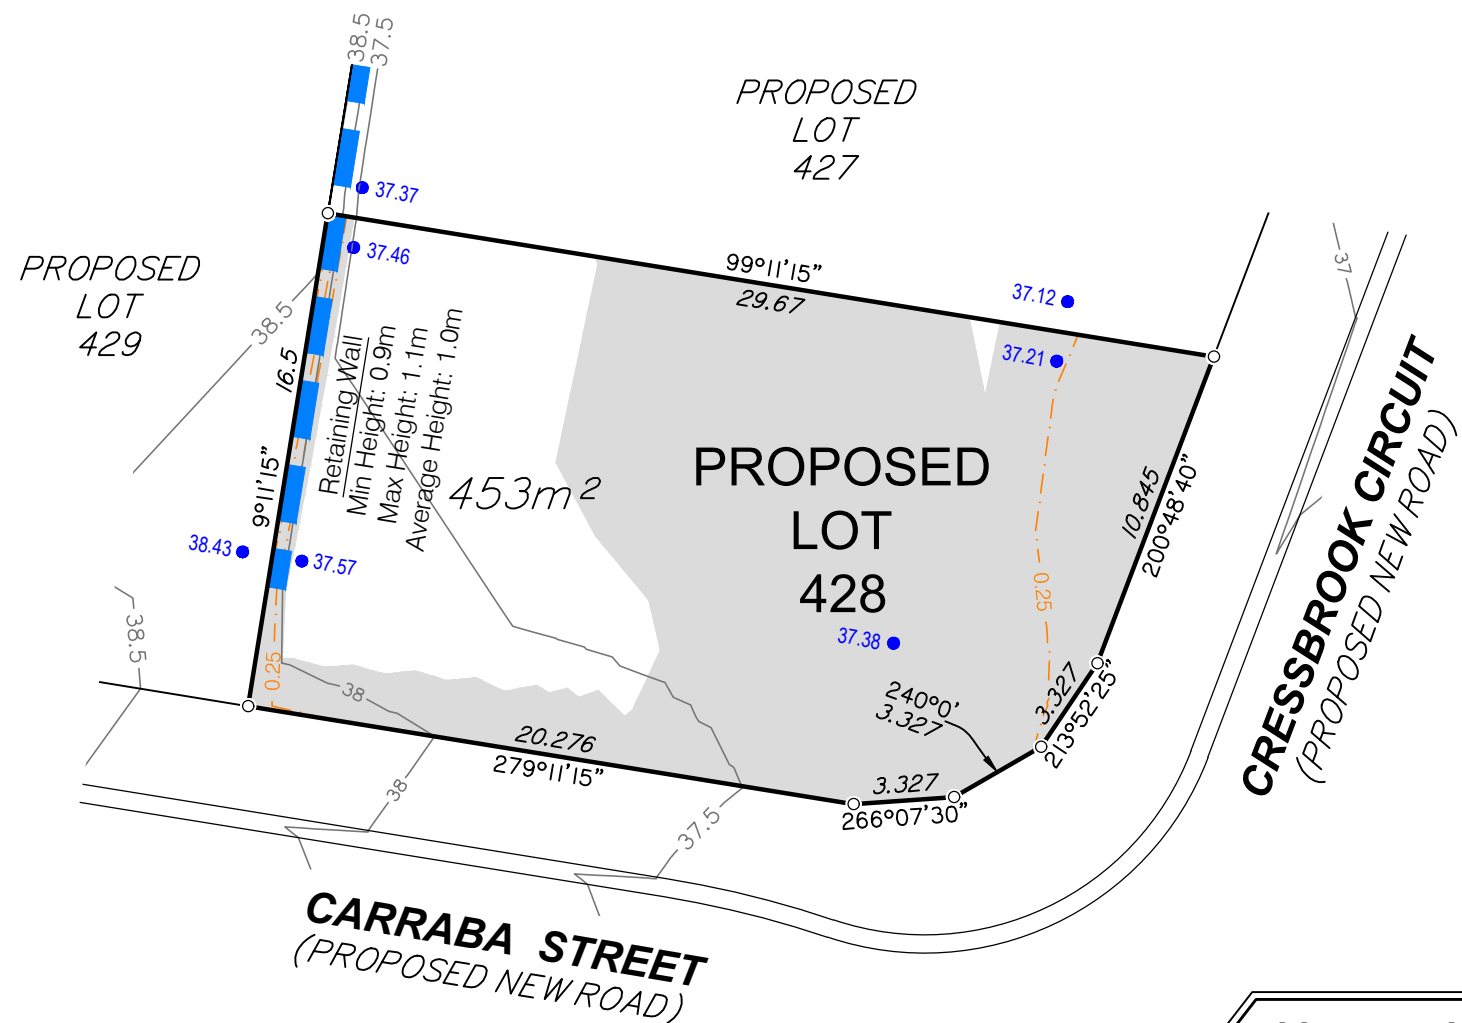 38.5
37.5
PROPOSED
LOT
427
37.37
37.46
PROPOSED
LOT
429
99°11'15"
29.67
37.12
37.21
37
38.5
16.5
9°11'15"
Retaining Wall
Min Height: 0.9m
Max Height: 1.1m
Average Height: 1.0m
453m²
PROPOSED
LOT
428
10.845
200°48'40"
CRESSBROOK CIRCUIT
(PROPOSED NEW ROAD)
38.43
37.57
0.25
37.38
38.5
0.25
38
240°0'
3.327
3.327
213°52'25"
20.276
279°11'15"
3.327
266°07'30"
38
37.5
CARRABA STREET
(PROPOSED NEW ROAD)